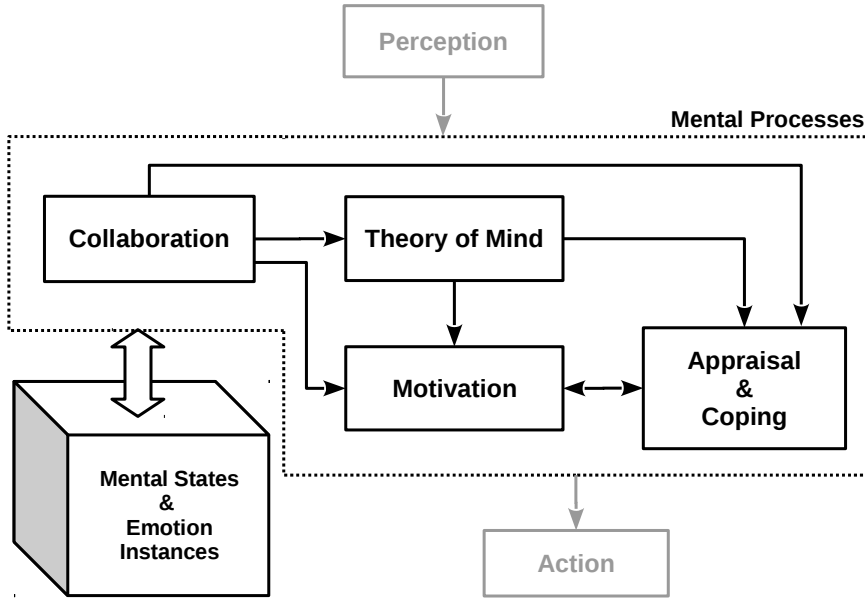 Perception
Mental Processes
Collaboration
Theory of Mind
Motivation
Appraisal
&
Coping
Mental States
&
Emotion
Instances
Action